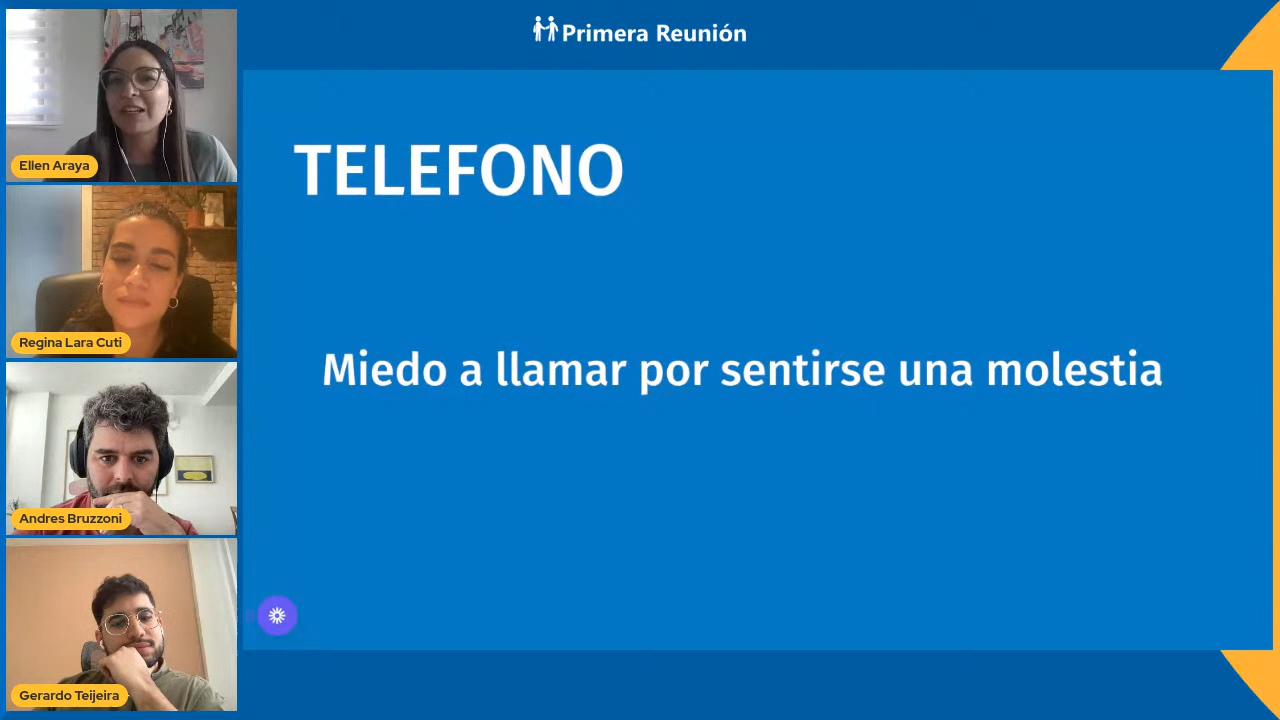 Primera Reunión
Ellen Araya
Regina Lara Cuti
Andres Bruzzoni
Gerardo Teijeira
TELEFONO
Miedo a llamar por sentirse una molestia